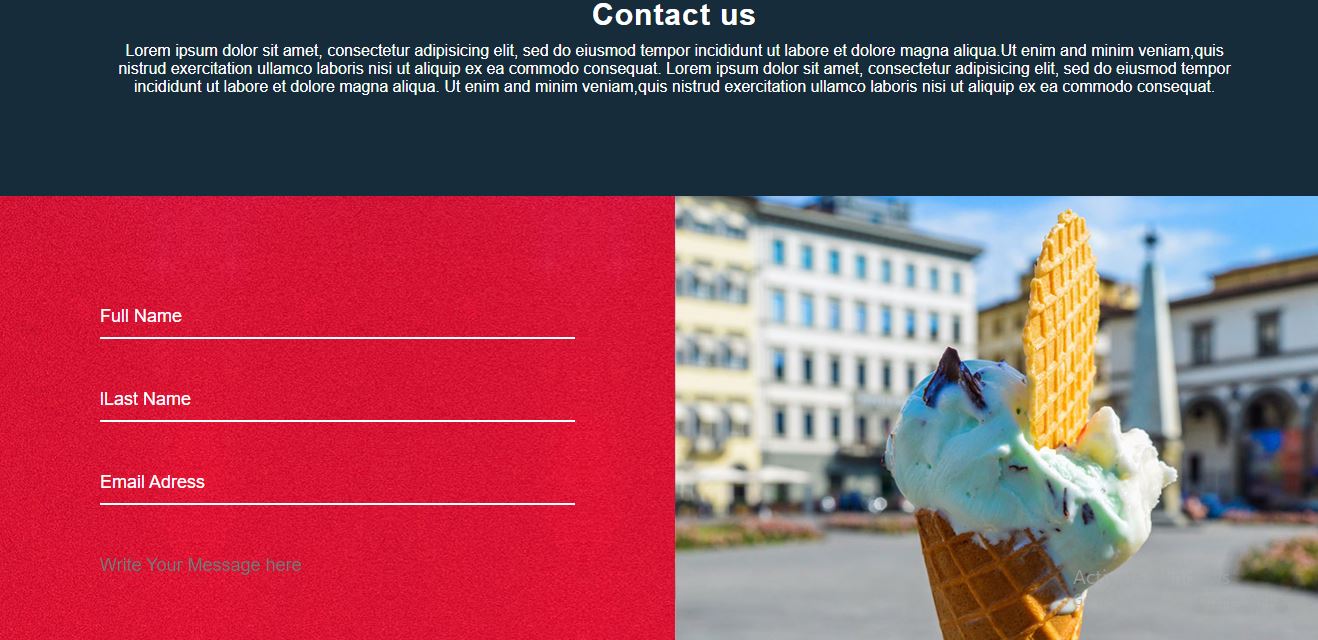 Contact us
Lorem ipsum dolor sit amet, consectetur adipisicing elit, sed do eiusmod tempor incididunt ut labore et dolore magna aliqua.Ut enim and minim veniam,quis
nistrud exercitation ullamco laboris nisi ut aliquip ex ea commodo consequat. Lorem ipsum dolor sit amet, consectetur adipisicing elit, sed do eiusmod tempor
incididunt ut labore et dolore magna aliqua. Ut enim and minim veniam,quis nistrud exercitation ullamco laboris nisi ut aliquip ex ea commodo consequat.
Full Name
lLast Name
Email Adress
Write Your Message here